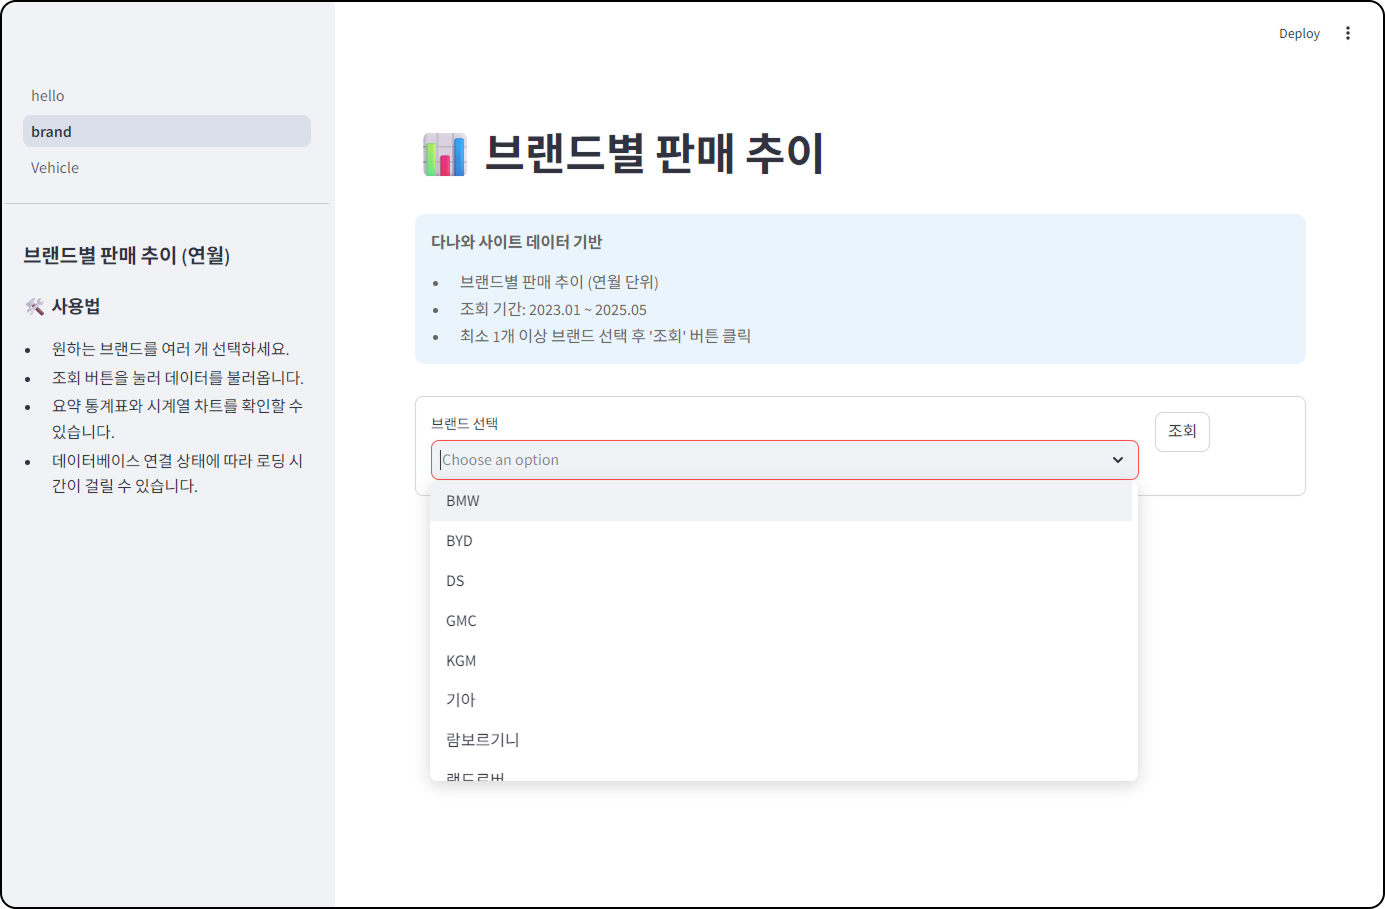 Deploy
hello
brand
Vehicle
브랜드별 판매 추이 (연월)
사용법
원하는 브랜드를 여러 개 선택하세요.
조회 버튼을 눌러 데이터를 불러옵니다.
요약 통계표와 시계열 차트를 확인할 수
있습니다.
데이터베이스 연결 상태에 따라 로딩 시
간이 걸릴 수 있습니다.
브랜드별 판매 추이
다나와 사이트 데이터 기반
브랜드별 판매 추이 (연월 단위)
조회 기간: 2023.01 ~ 2025.05
최소 1개 이상 브랜드 선택 후 '조회' 버튼 클릭
브랜드 선택
Choose an option
조회
BMW
BYD
DS
GMC
KGM
기아
람보르기니
랜드로버